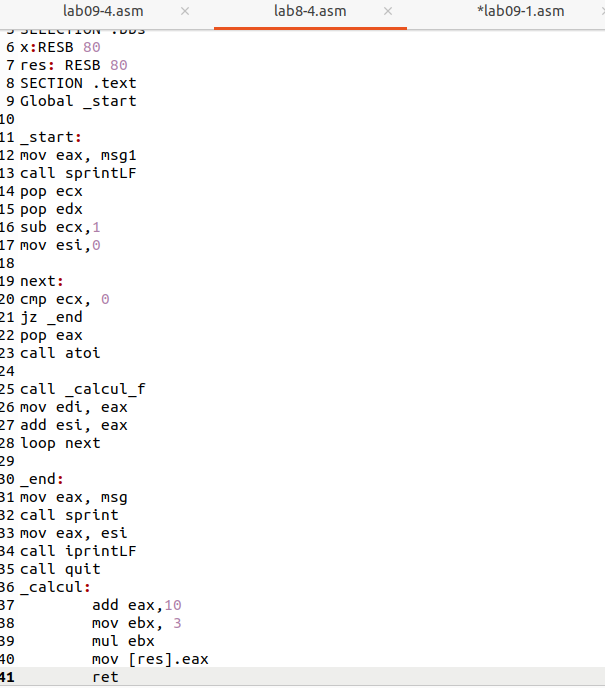 lab09-4.asm × lab8-4.asm × *lab09-1.asm
5 SELECTION .bbs
6 x:RESB 80
7 res: RESB 80
8 SECTION .text
9 Global _start
10
11 _start:
12 mov eax, msg1
13 call sprintLF
14 pop ecx
15 pop edx
16 sub ecx,1
17 mov esi,0
18
19 next:
20 cmp ecx, 0
21 jz _end
22 pop eax
23 call atoi
24
25 call _calcul_f
26 mov edi, eax
27 add esi, eax
28 loop next
29
30 _end:
31 mov eax, msg
32 call sprint
33 mov eax, esi
34 call iprintLF
35 call quit
36 _calcul:
37 add eax,10
38 mov ebx, 3
39 mul ebx
40 mov [res].eax
41 ret